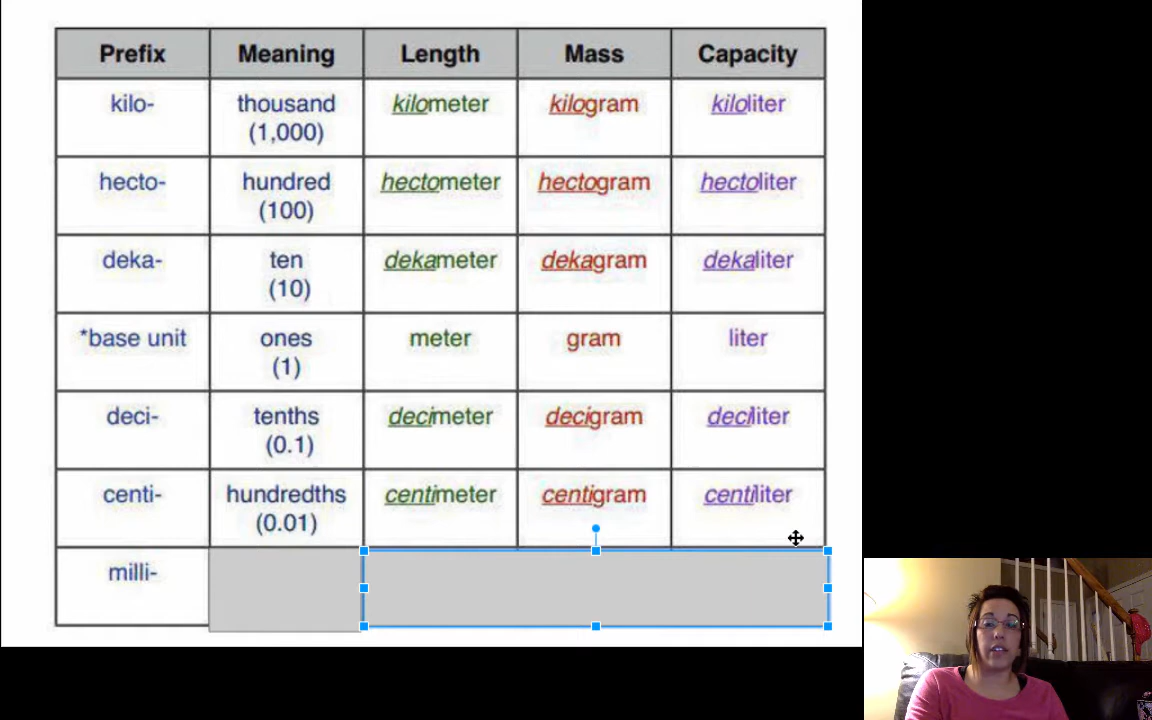 Prefix Meaning Length Mass Capacity
kilo- thousand kilometer kilogram kiloliter
(1,000)
hecto- hundred hectometer hectogram hectoliter
(100)
deka- ten dekameter dekagram dekaliter
(10)
*base unit ones meter gram liter
(1)
deci- tenths decimeter decigram deciliter
(0.1)
centi- hundredths centimeter centigram centiliter
(0.01)
milli-